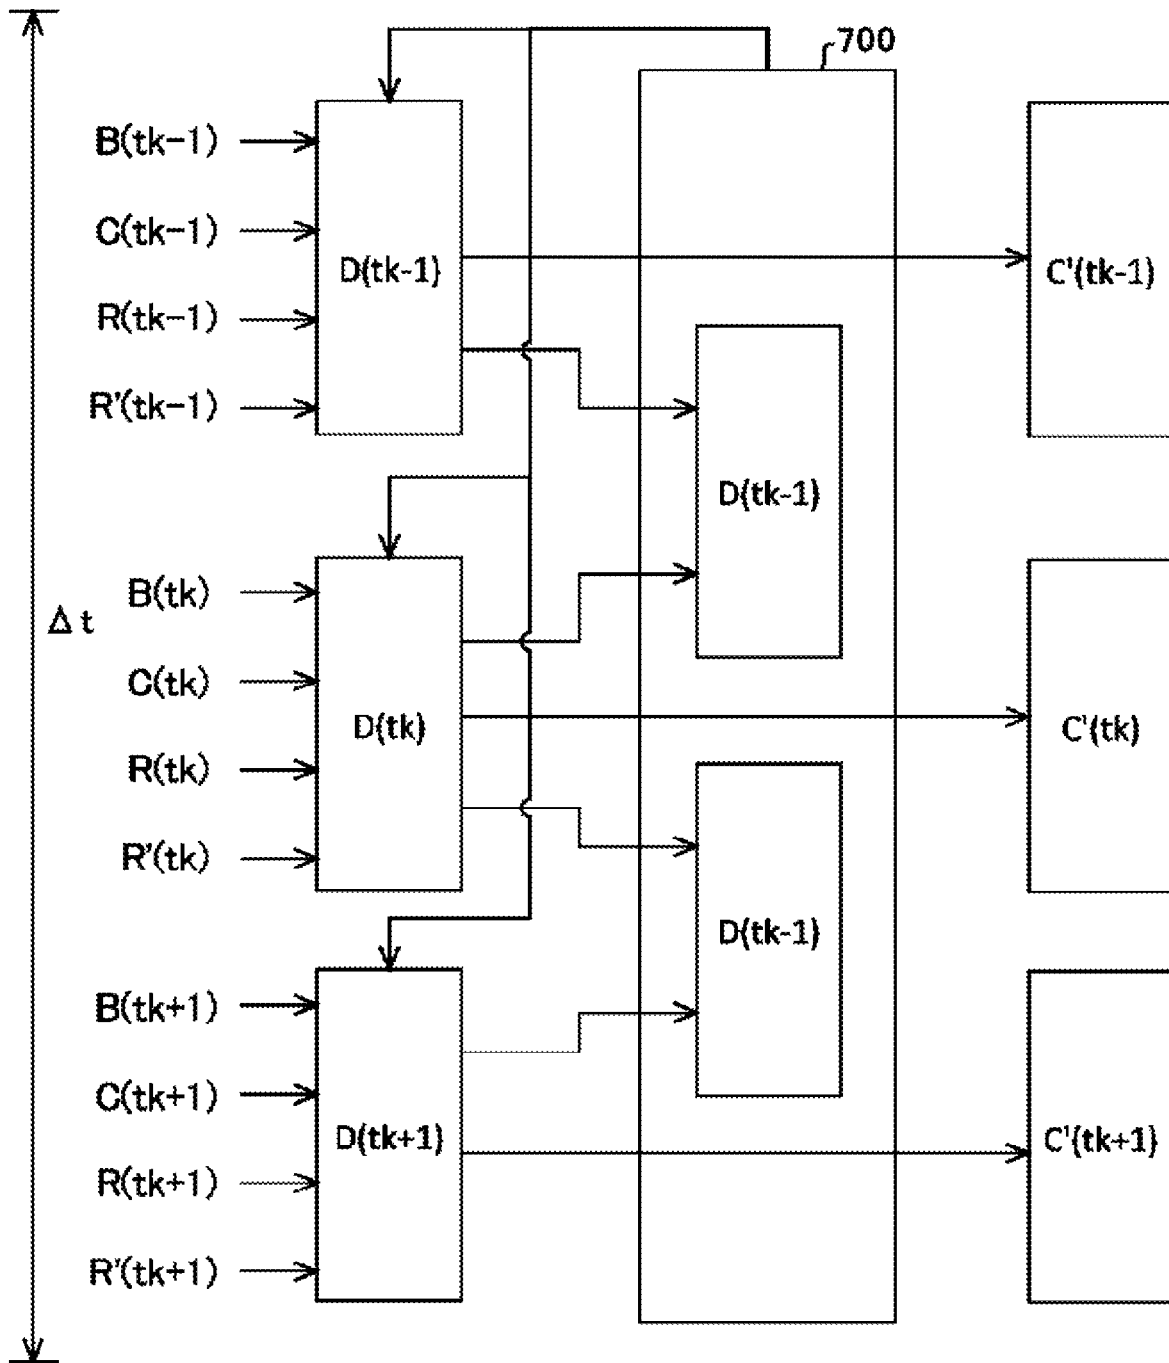 700
B(tk-1)
C(tk-1)
D(tk-1)
C'(tk-1)
R(tk-1)
R'(tk-1)
D(tk-1)
B(tk)
Δt
C(tk)
D(tk)
C'(tk)
R(tk)
R'(tk)
D(tk-1)
B(tk+1)
C(tk+1)
D(tk+1)
C'(tk+1)
R(tk+1)
R'(tk+1)